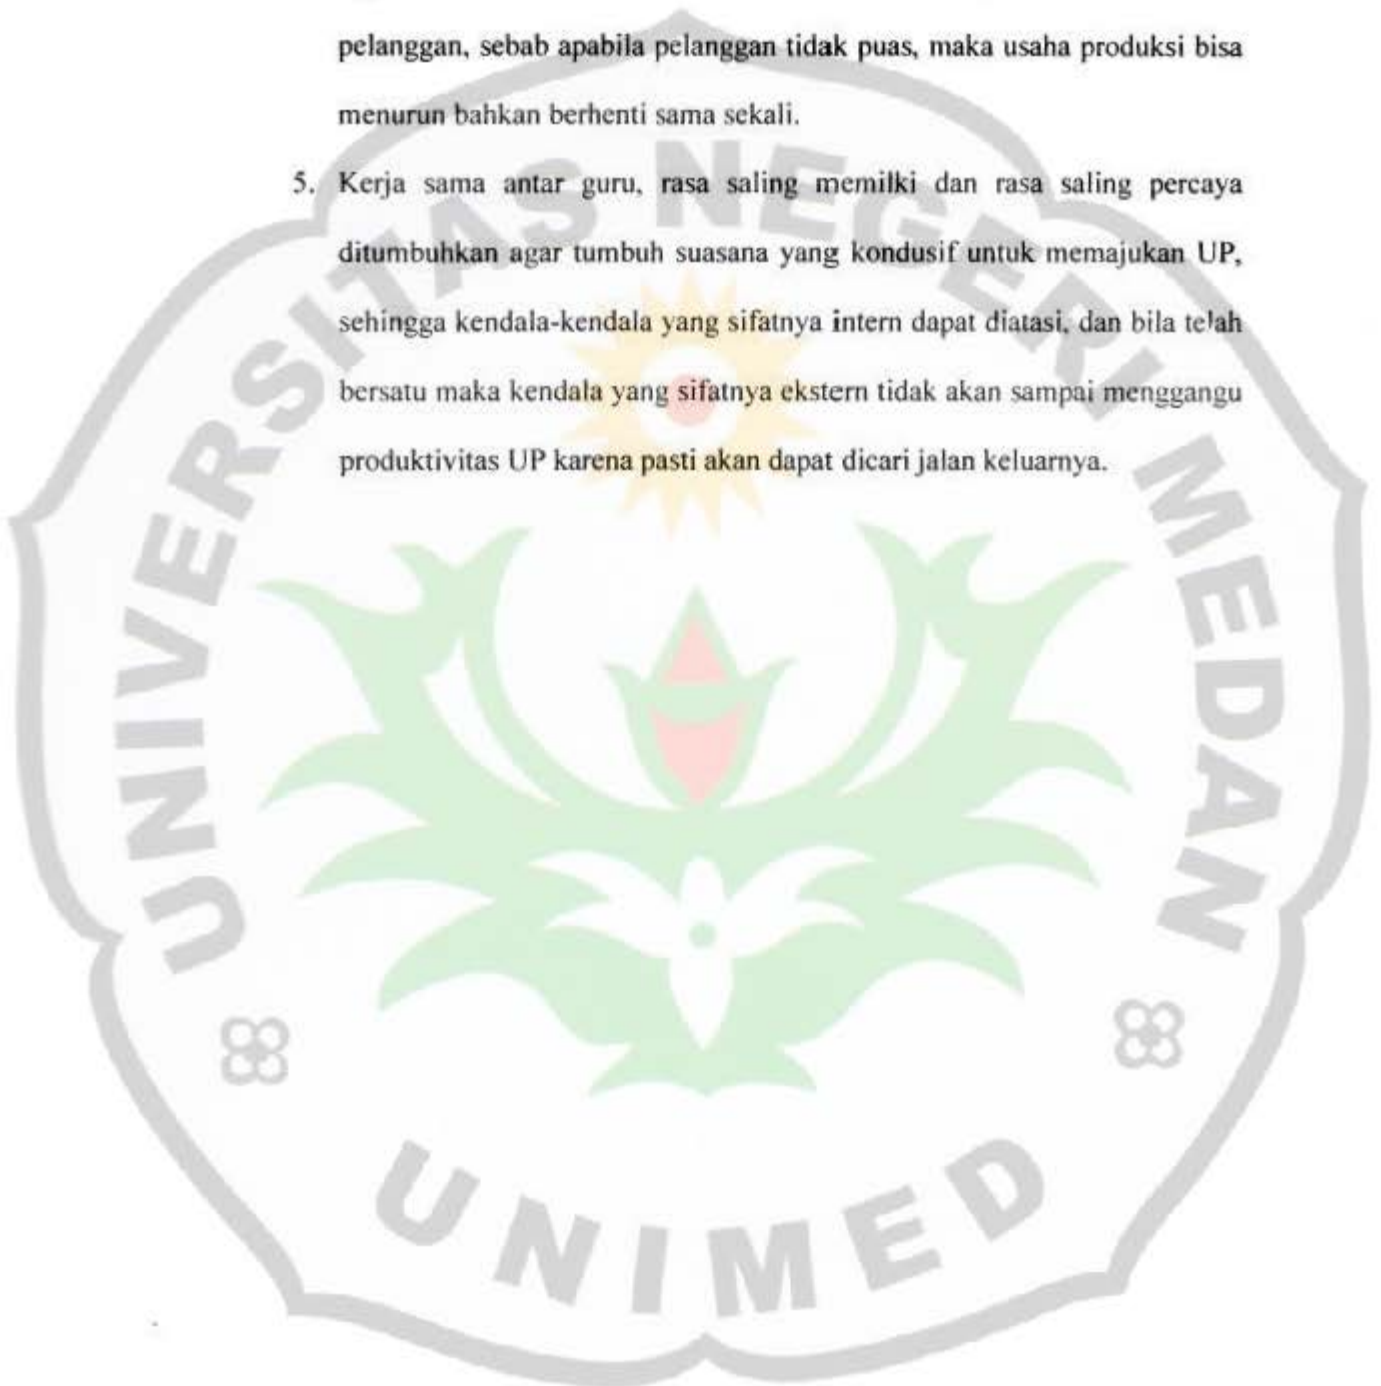 pelanggan, sebab apabila pelanggan tidak puas, maka usaha produksi bisa
menurun bahkan berhenti sama sekali.
5. Kerja sama antar guru, rasa saling memilki dan rasa saling percaya
ditumbuhkan agar tumbuh suasana yang kondusif untuk memajukan UP,
sehingga kendala-kendala yang sifatnya intern dapat diatasi, dan bila telah
bersatu maka kendala yang sifatnya ekstern tidak akan sampai menggangu
produktivitas UP karena pasti akan dapat dicari jalan keluarnya.
UNIVERSITAS NEGERI MEDAN
UNIMED